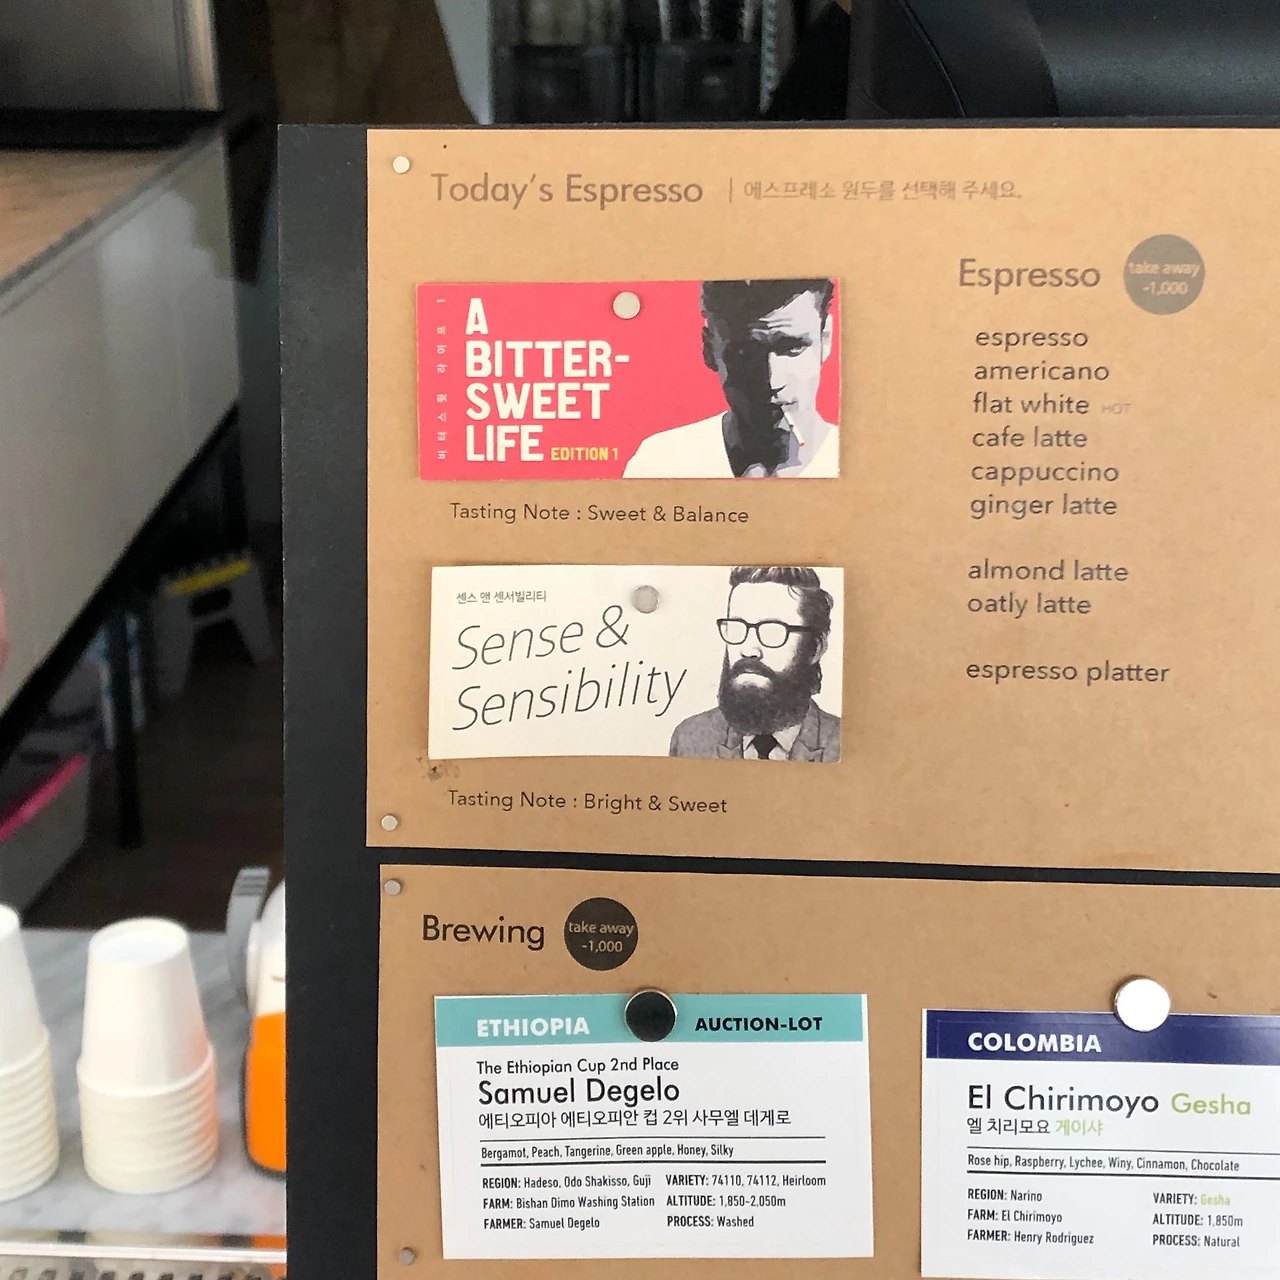 Today's Espresso | 에스프레소 원두를 선택해 주세요.
비터스윗 라이프 1
A
BITTER-
SWEET
LIFE EDITION 1
Tasting Note : Sweet & Balance
센스 앤 센서빌리티
Sense &
Sensibility
Tasting Note : Bright & Sweet
Espresso
take away
-1,000
espresso
americano
flat white HOT
cafe latte
cappuccino
ginger latte
almond latte
oatly latte
espresso platter
Brewing
take away
-1,000
ETHIOPIA AUCTION-LOT
The Ethiopian Cup 2nd Place
Samuel Degelo
에티오피아 에티오피안 컵 2위 사무엘 데게로
Bergamot, Peach, Tangerine, Green apple, Honey, Silky
REGION: Hadeso, Odo Shakisso, Guji VARIETY: 74110, 74112, Heirloom
FARM: Bishan Dimo Washing Station ALTITUDE: 1,850-2,050m
FARMER: Samuel Degelo PROCESS: Washed
COLOMBIA
El Chirimoyo Gesha
엘 치리모요 게이샤
Rose hip, Raspberry, Lychee, Winy, Cinnamon, Chocolate
REGION: Narino VARIETY: Gesha
FARM: El Chirimoyo ALTITUDE: 1,850m
FARMER: Henry Rodriguez PROCESS: Natural